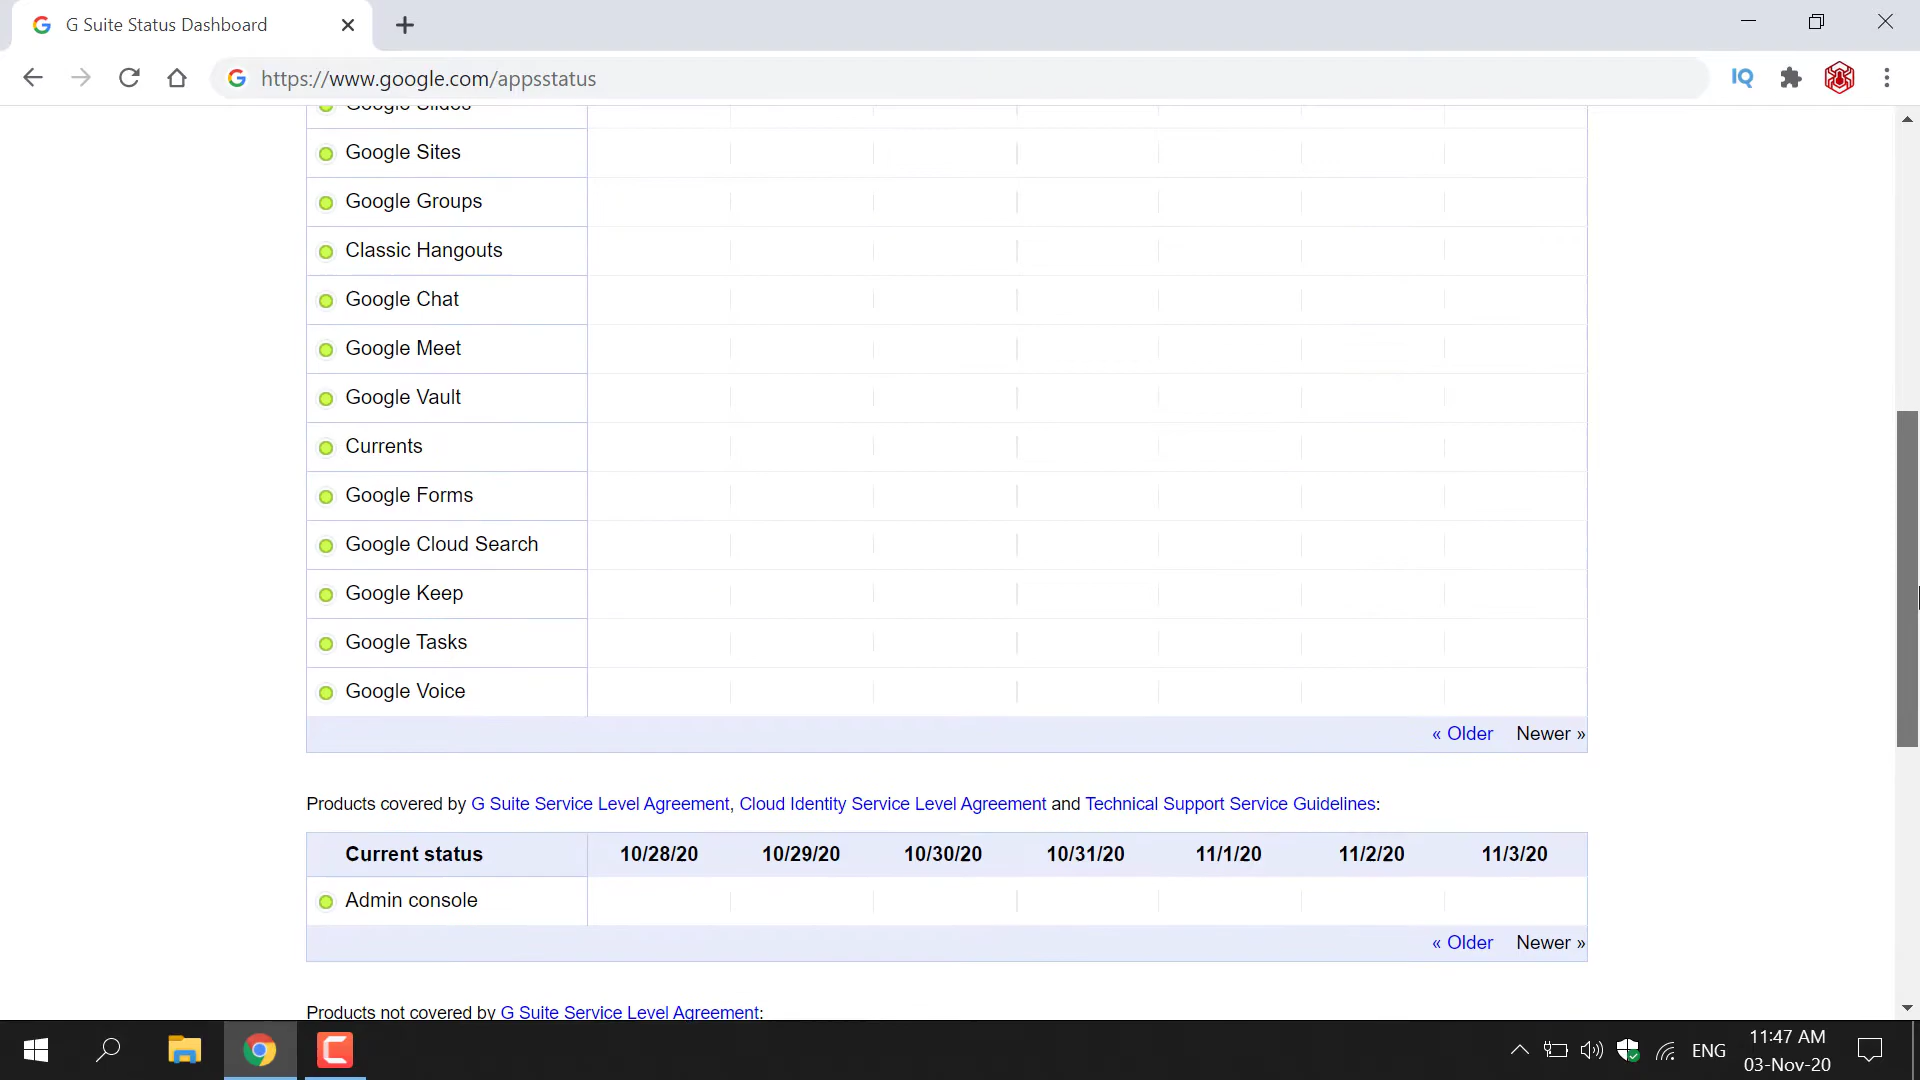 G Suite Status Dashboard
https://www.google.com/appsstatus
IQ
Google Slides
Google Sites
Google Groups
Classic Hangouts
Google Chat
Google Meet
Google Vault
Currents
Google Forms
Google Cloud Search
Google Keep
Google Tasks
Google Voice
« Older Newer »
Products covered by G Suite Service Level Agreement, Cloud Identity Service Level Agreement and Technical Support Service Guidelines:
Current status 10/28/20 10/29/20 10/30/20 10/31/20 11/1/20 11/2/20 11/3/20
Admin console
« Older Newer »
Products not covered by G Suite Service Level Agreement:
ENG
11:47 AM
03-Nov-20